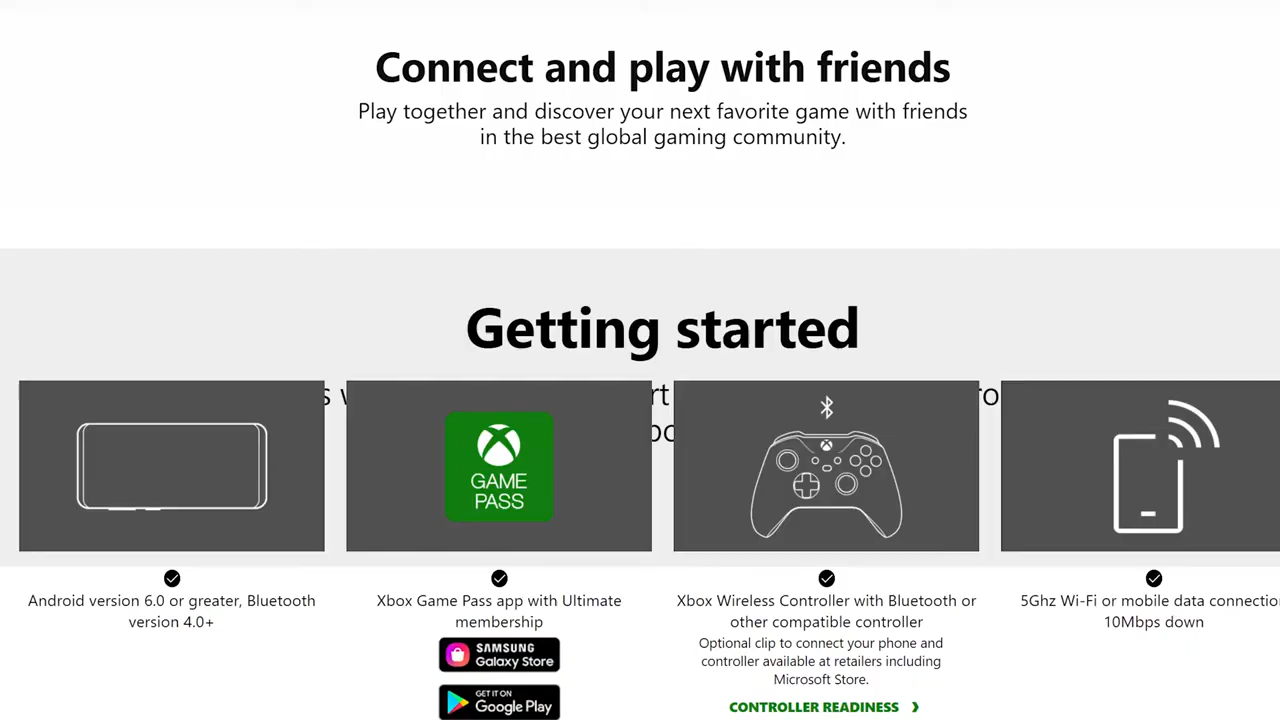 Connect and play with friends
Play together and discover your next favorite game with friends
in the best global gaming community.
Getting started
GAME
PASS
Android version 6.0 or greater, Bluetooth
version 4.0+
Xbox Game Pass app with Ultimate
membership
SAMSUNG
Galaxy Store
GET IT ON
Google Play
Xbox Wireless Controller with Bluetooth or
other compatible controller
Optional clip to connect your phone and
controller available at retailers including
Microsoft Store.
CONTROLLER READINESS
5Ghz Wi-Fi or mobile data
10Mbps down